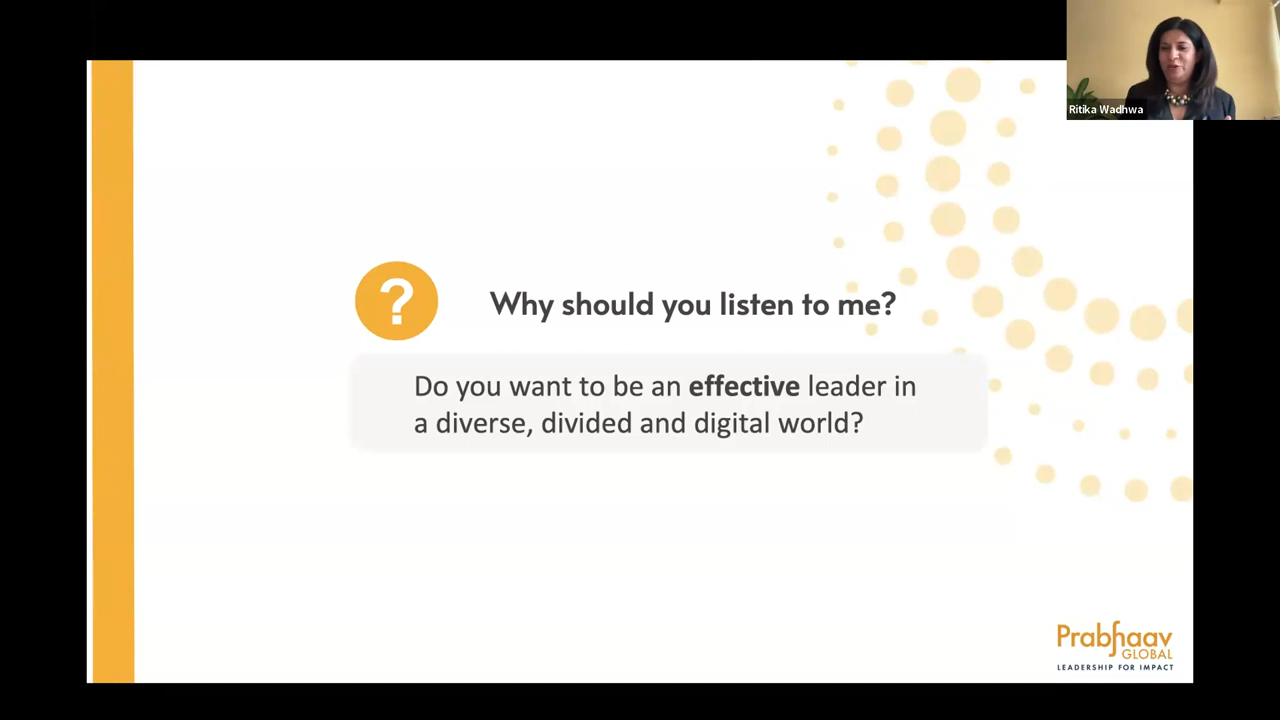 Ritika Wadhwa
?
Why should you listen to me?
Do you want to be an effective leader in
a diverse, divided and digital world?
Prabhaav
GLOBAL
LEADERSHIP FOR IMPACT